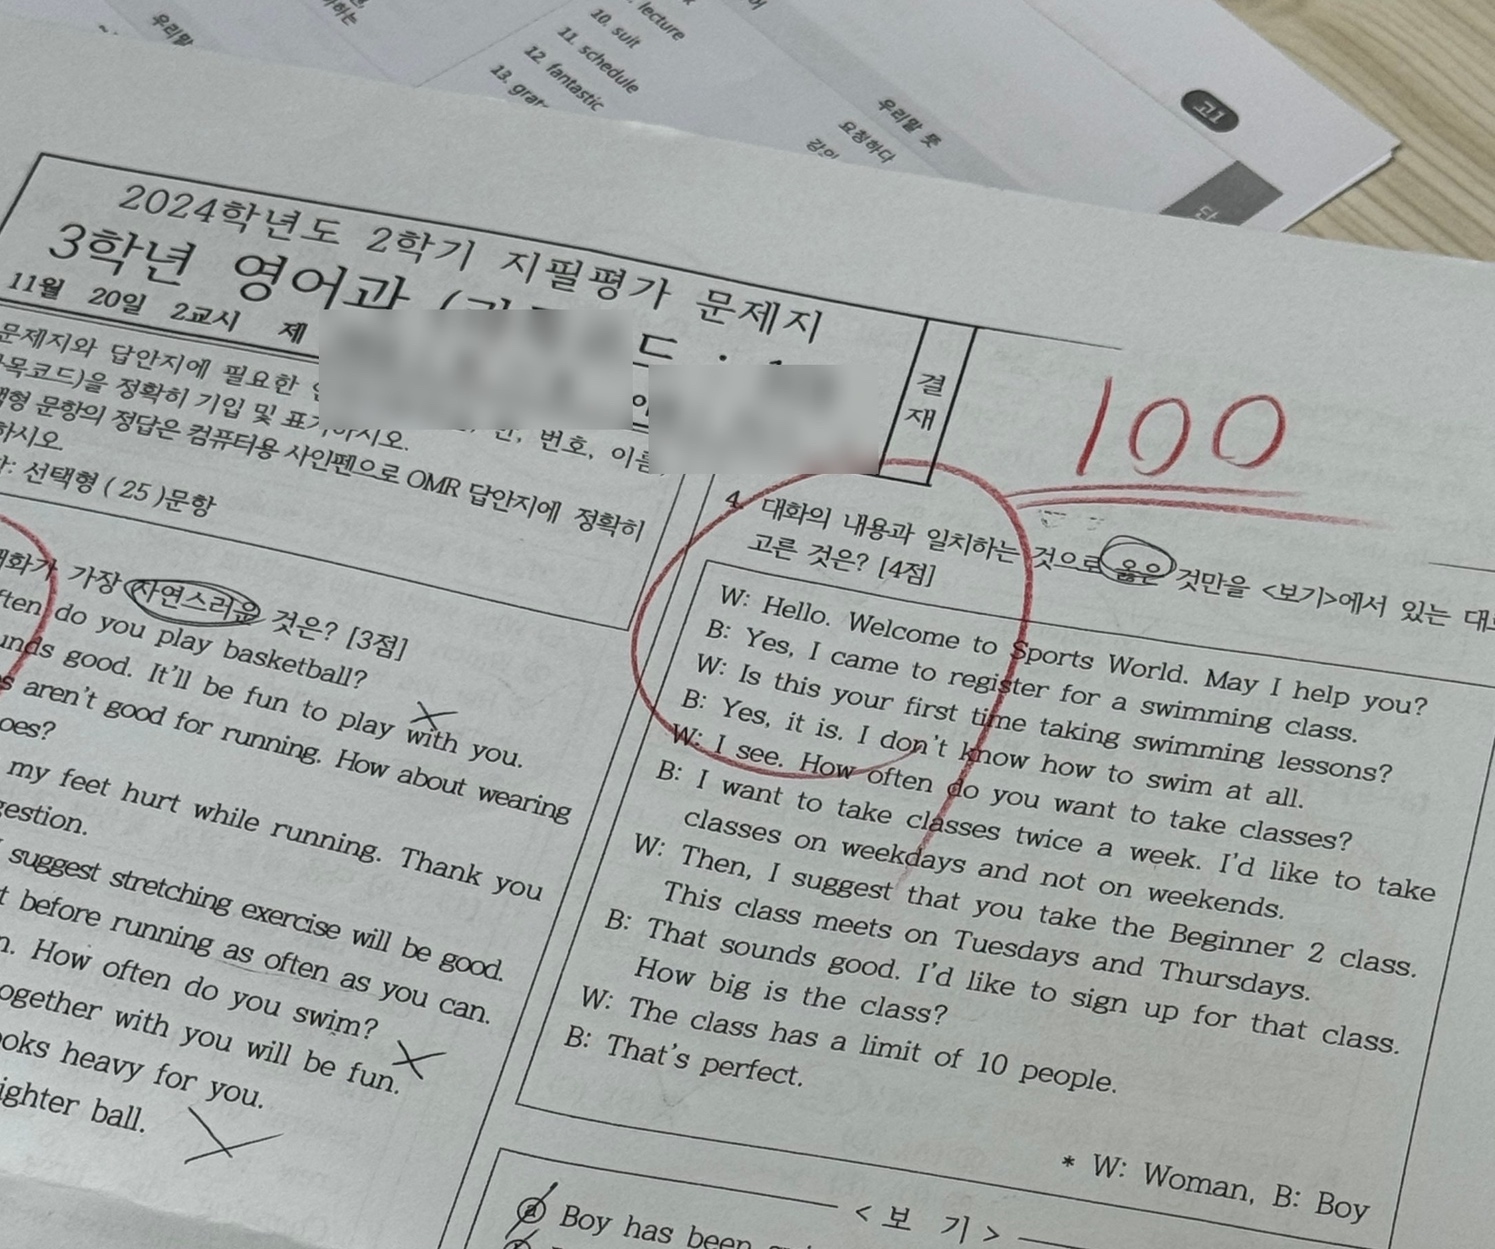 우리말
10. suit
11. schedule
12. fantastic
13.
lecture
우리말 뜻
요청하다
고1
단
2024학년도 2학기 지필평가 문제지
3학년 영어과
11월 20일 2교시 제
문제지와 답안지에 필요한
목코드)을 정확히 기입 및 표기하시오.
형 문항의 정답은 컴퓨터용 사인펜으로 OMR 답안지에 정확히
하시오.
번호, 이름,
: 선택형 ( 25 )문항
결
재
100
대화가 가장 자연스러운 것은? [3점]
do you play basketball?
good. It'll be fun to play with you.
aren't good for running. How about wearing
my feet hurt while running. Thank you
suggest stretching exercise will be good.
before running as often as you can.
How often do you swim?
together with you will be fun.
heavy for you.
ball.
4. 대화의 내용과 일치하는 것으로 옳은 것만을 <보기>에서 있는 대로
고른 것은? [4점]
W: Hello. Welcome to Sports World. May I help you?
B: Yes, I came to register for a swimming class.
W: Is this your first time taking swimming lessons?
B: Yes, it is. I don't know how to swim at all.
W: I see. How often do you want to take classes?
B: I want to take classes twice a week. I'd like to take
classes on weekdays and not on weekends.
W: Then, I suggest that you take the Beginner 2 class.
This class meets on Tuesdays and Thursdays.
B: That sounds good. I'd like to sign up for that class.
How big is the class?
W: The class has a limit of 10 people.
B: That's perfect.
* W: Woman, B: Boy
< 보 기 >
ⓐ Boy has been